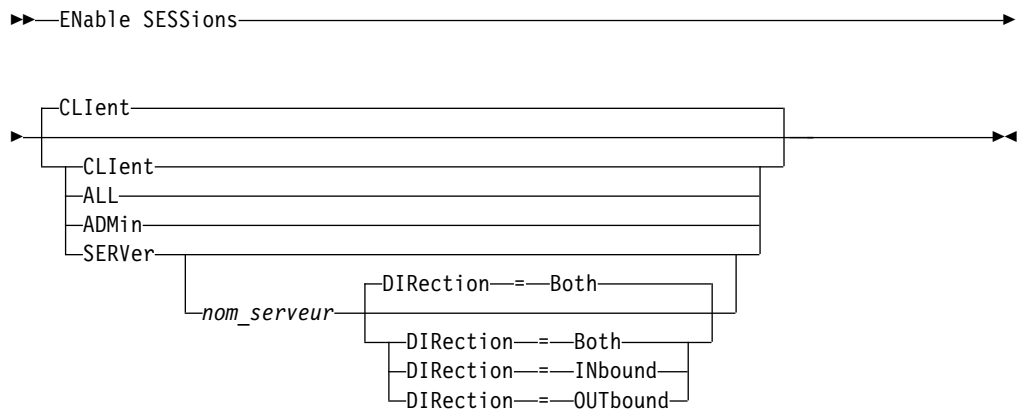 ENable SESSions
CLIent
CLIent
ALL
ADMin
SERVer
DIRection = Both
nom_serveur
DIRection = Both
DIRection = INbound
DIRection = OUTbound